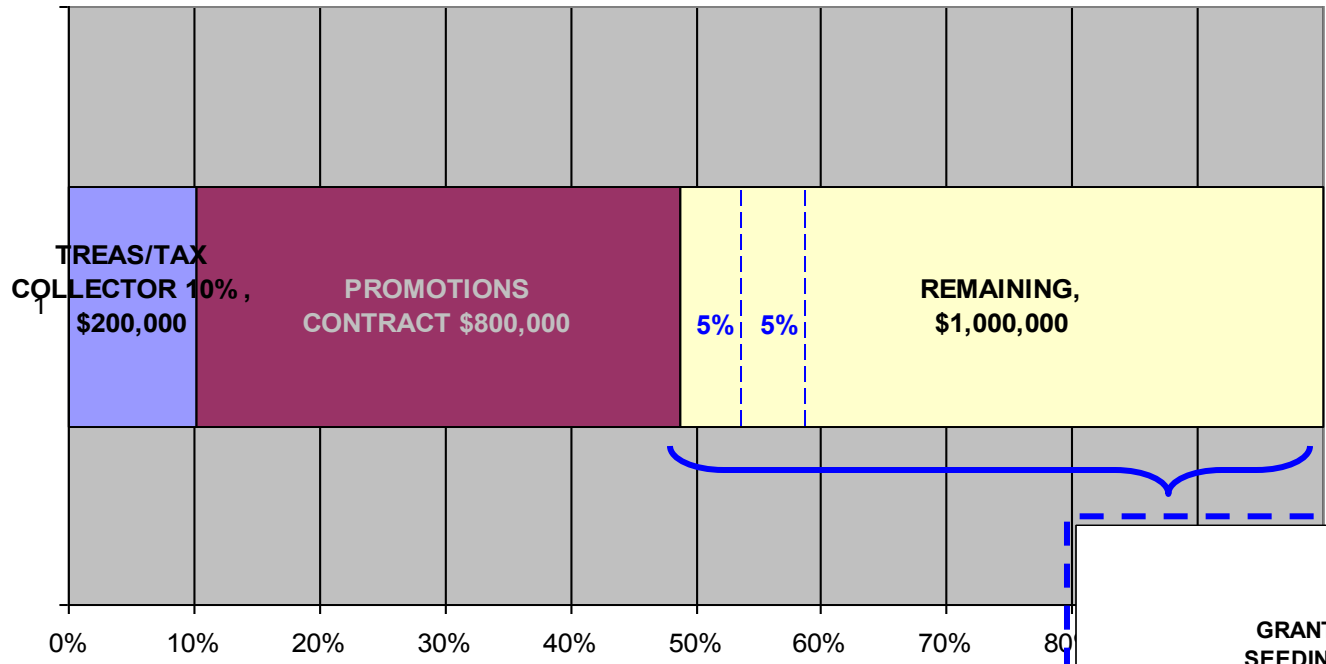 TREAS/TAX
COLLECTOR 10% ,
$200,000
1
PROMOTIONS
CONTRACT $800,000
5%
5%
REMAINING,
$1,000,000
0%
10%
20%
30%
40%
50%
60%
70%